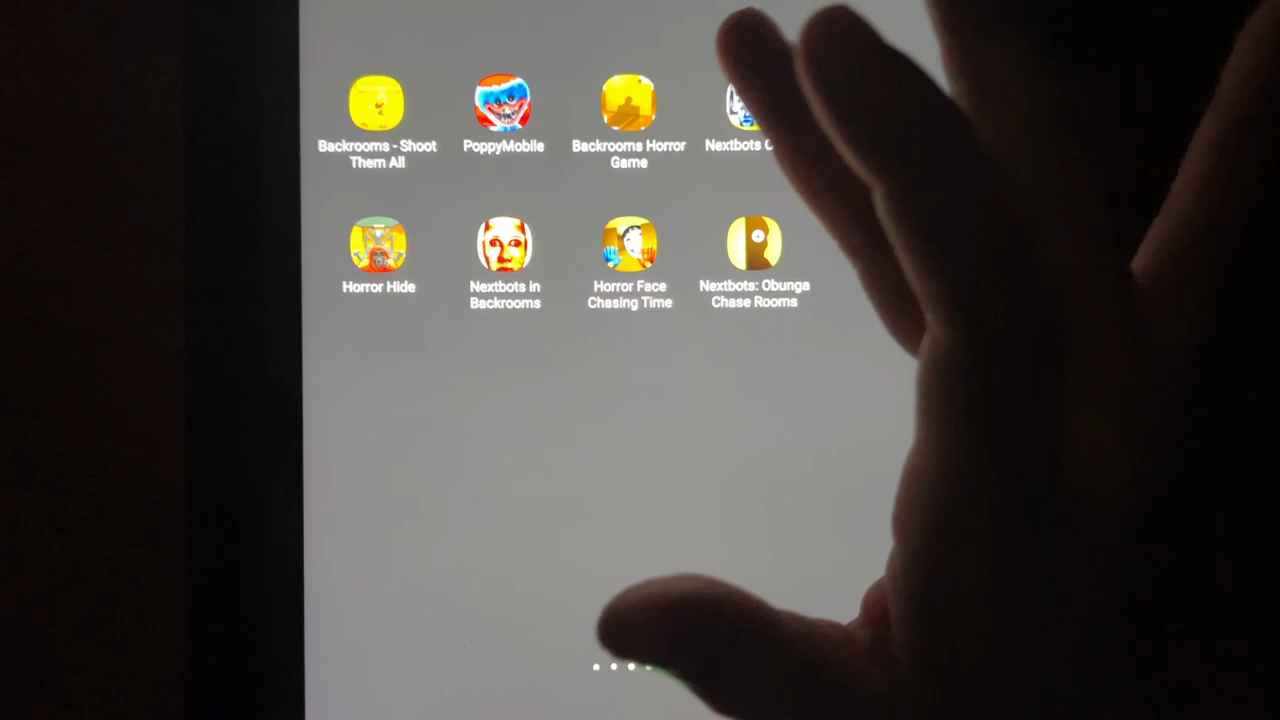 Backrooms - Shoot
Them All
PoppyMobile
Backrooms Horror
Game
Nextbots
Horror Hide
Nextbots in
Backrooms
Horror Face
Chasing Time
Nextbots: Obunga
Chase Rooms